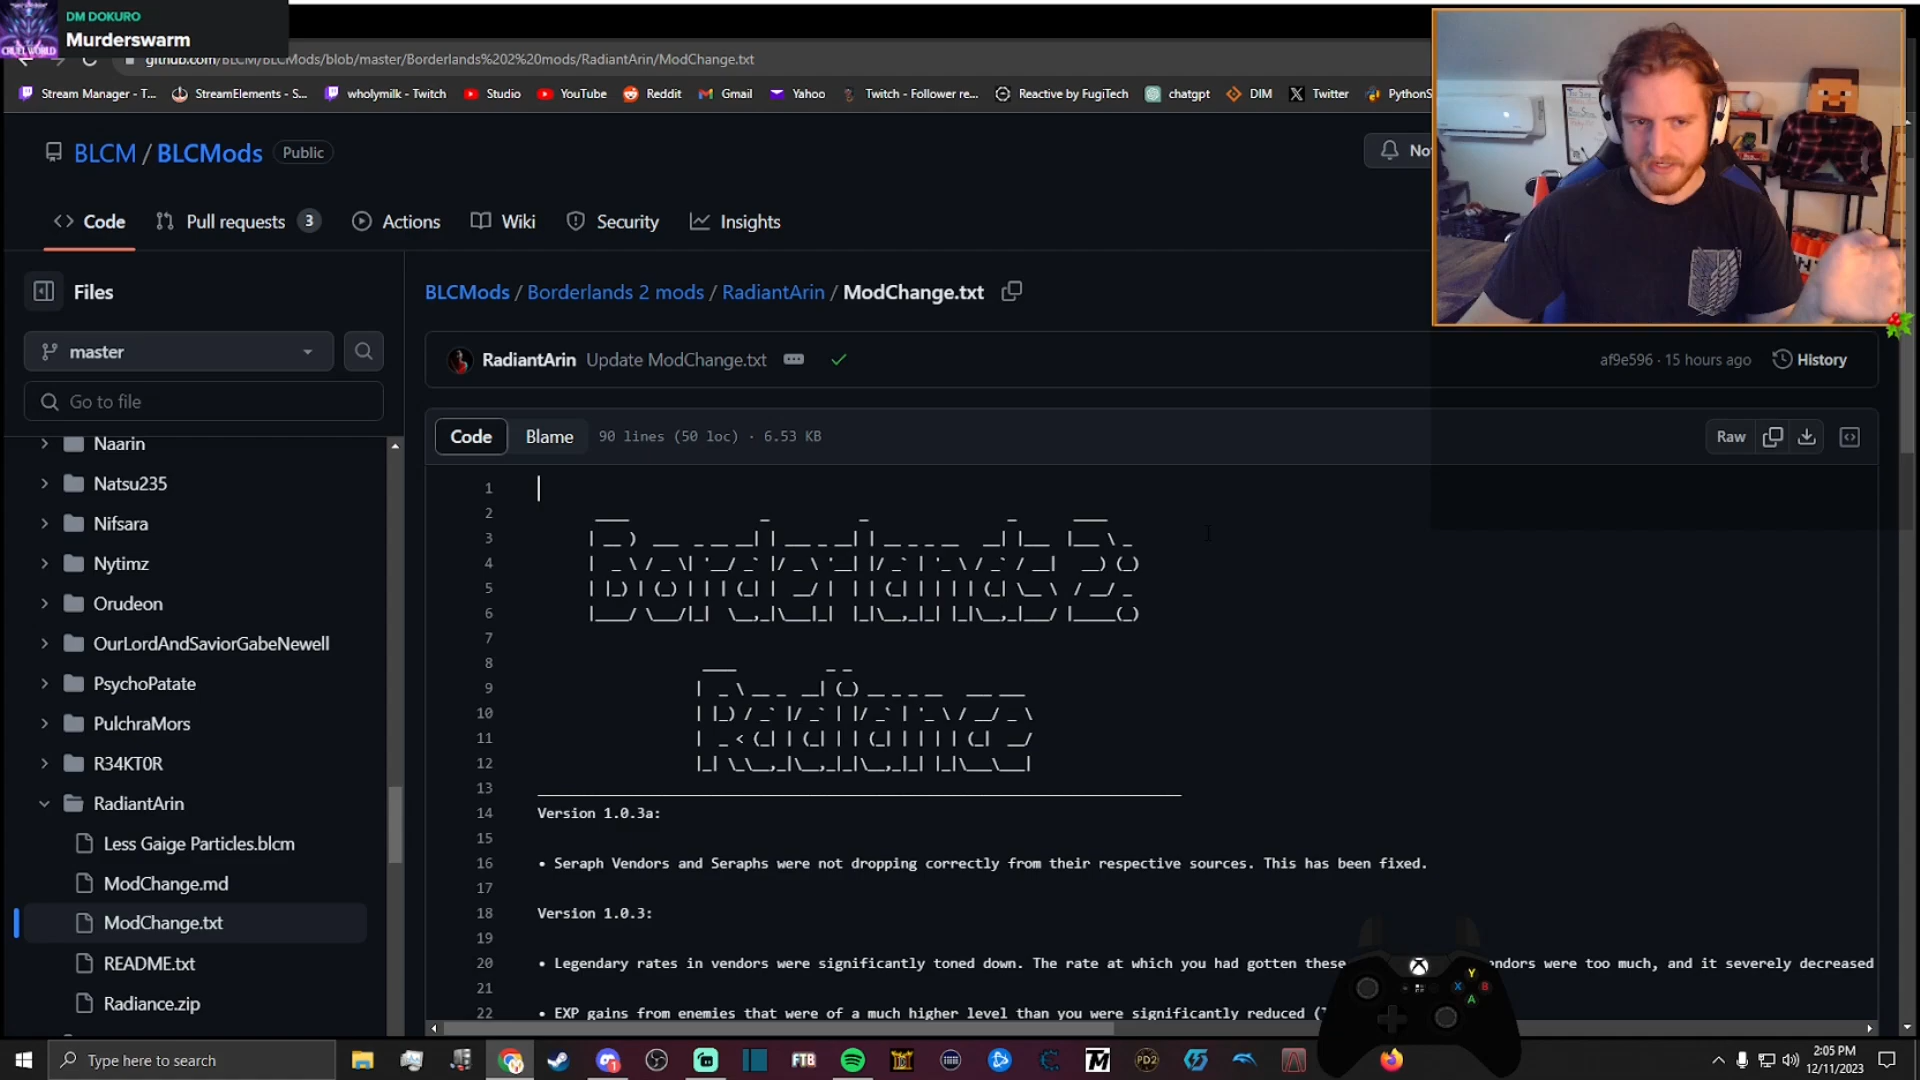 DM DOKURO
Murderswarm
CRUEL WORLD
github.com/BLCM/BLCMods/blob/master/Borderlands%202%20mods/RadiantArin/ModChange.txt
Stream Manager - T...
StreamElements - S...
wholymilk - Twitch
Studio
YouTube
Reddit
Gmail
Yahoo
Twitch - Follower re...
Reactive by FugiTech
chatgpt
DIM
Twitter
PythonS
BLCM / BLCMods Public
Not
Code
Pull requests 3
Actions
Wiki
Security
Insights
Files
BLCMods / Borderlands 2 mods / RadiantArin / ModChange.txt
master
RadiantArin Update ModChange.txt
af9e596 · 15 hours ago
History
Go to file
Code
Blame
90 lines (50 loc) · 6.53 KB
Raw
Naarin
Natsu235
Nifsara
Nytimz
Orudeon
OurLordAndSaviorGabeNewell
PsychoPatate
PulchraMors
R34KT0R
RadiantArin
Less Gaige Particles.blcm
ModChange.md
ModChange.txt
README.txt
Radiance.zip
1
2
3
4
5
6
Borderlands 2:
7
8
9
10
11
12
Radiance
13
14 Version 1.0.3a:
15
16 • Seraph Vendors and Seraphs were not dropping correctly from their respective sources. This has been fixed.
17
18 Version 1.0.3:
19
20 • Legendary rates in vendors were significantly toned down. The rate at which you had gotten these vendors were too much, and it severely decreased
21
22 • EXP gains from enemies that were of a much higher level than you were significantly reduced (
Y
X
B
A
Type here to search
FTB
PD2
2:05 PM
12/11/2023